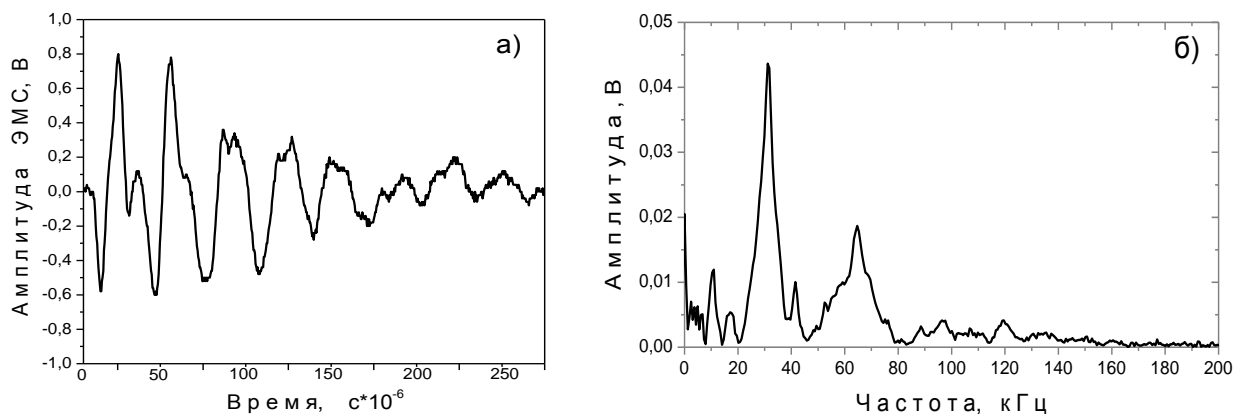 а)
Амплитуда ЭМС, В
1,0
0,8
0,6
0,4
0,2
0,0
-0,2
-0,4
-0,6
-0,8
-1,0
0 50 100 150 200 250
Время, с*10-6
б)
Амплитуда, В
0,05
0,04
0,03
0,02
0,01
0,00
0 20 40 60 80 100 120 140 160 180 200
Частота, кГц